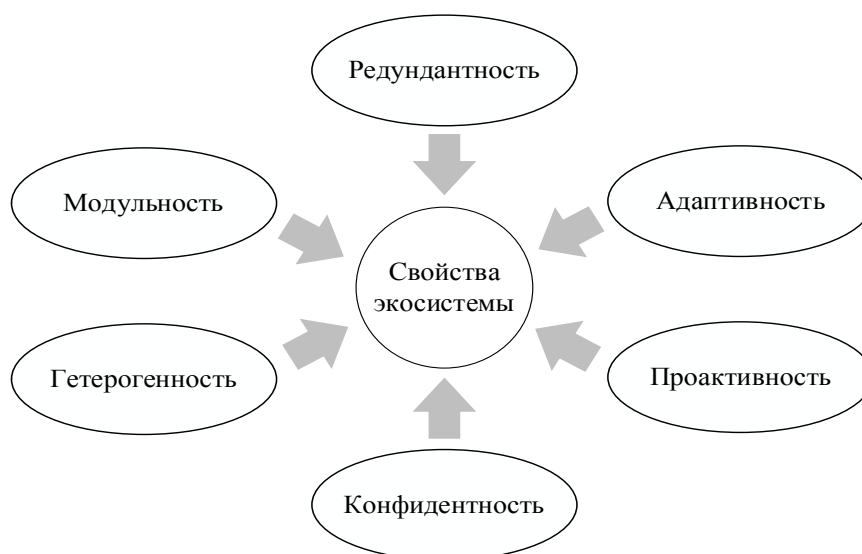 Редундантность
Модульность
Адаптивность
Свойства
экосистемы
Гетерогенность
Проактивность
Конфидентность